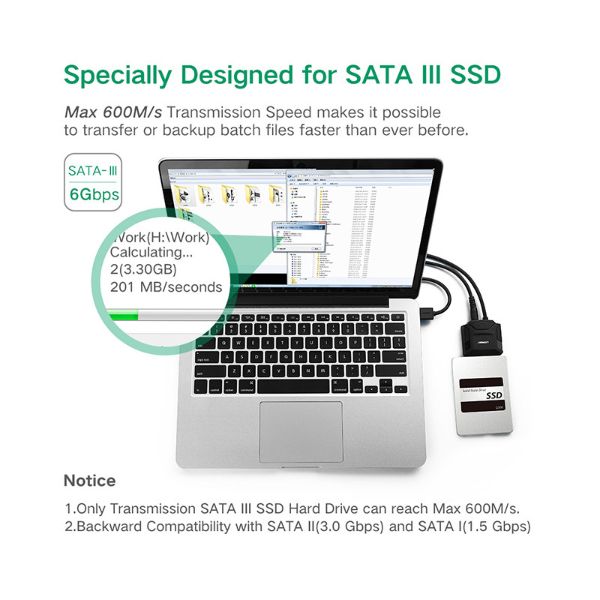 Specially Designed for SATA III SSD
Max 600M/s Transmission Speed makes it possible
to transfer or backup batch files faster than ever before.
SATA-III
6Gbps
Work(H:\Work)
Calculating...
2(3.30GB)
201 MB/seconds
SSD
Notice
1.Only Transmission SATA III SSD Hard Drive can reach Max 600M/s.
2.Backward Compatibility with SATA II(3.0 Gbps) and SATA I(1.5 Gbps)